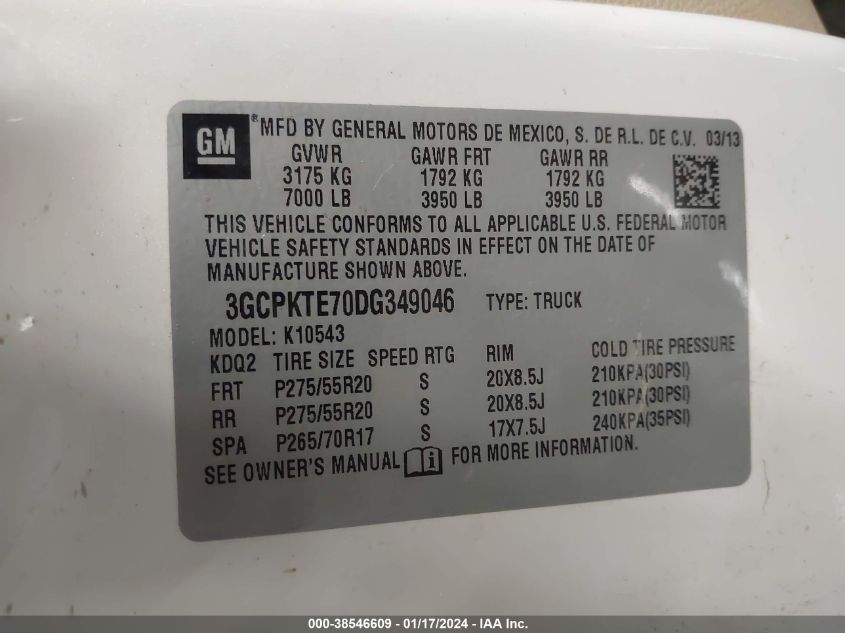 GM
®MFD BY GENERAL MOTORS DE MEXICO, S. DE R.L. DE C.V. 03/13
GVWR GAWR FRT GAWR RR
3175 KG 1792 KG 1792 KG
7000 LB 3950 LB 3950 LB
THIS VEHICLE CONFORMS TO ALL APPLICABLE U.S. FEDERAL MOTOR
VEHICLE SAFETY STANDARDS IN EFFECT ON THE DATE OF
MANUFACTURE SHOWN ABOVE.
3GCPKTE70DG349046 TYPE: TRUCK
MODEL: K10543
KDQ2 TIRE SIZE SPEED RTG RIM COLD TIRE PRESSURE
FRT P275/55R20 S 20X8.5J 210KPA(30PSI)
RR P275/55R20 S 20X8.5J 210KPA(30PSI)
SPA P265/70R17 S 17X7.5J 240KPA(35PSI)
SEE OWNER'S MANUAL i FOR MORE INFORMATION.
000-38546609 - 01/17/2024 - IAA Inc.